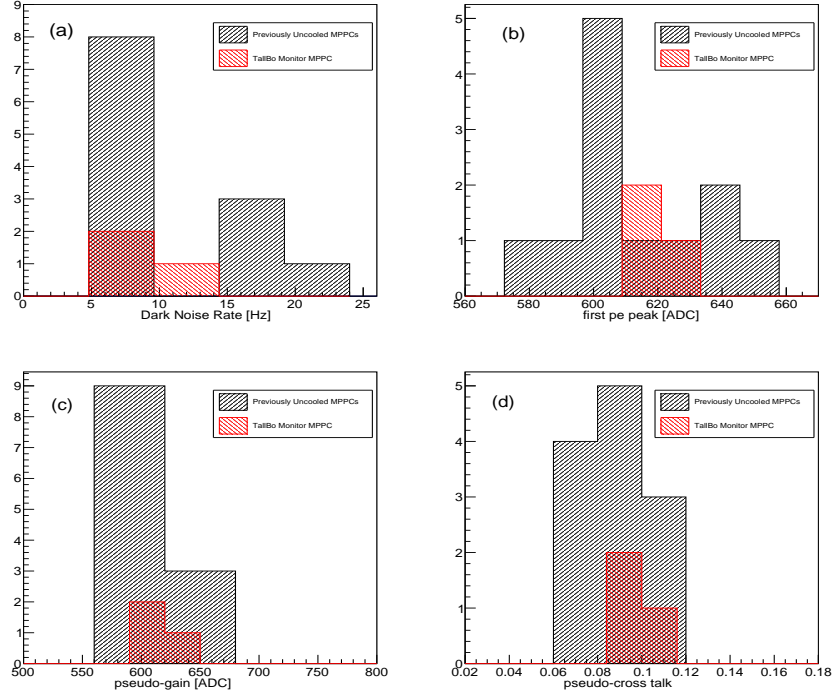 (a)
Previously Uncooled MPPCs
TallBo Monitor MPPC
9
8
7
6
5
4
3
2
1
0
0 5 10 15 20 25
Dark Noise Rate [Hz]
(b)
Previously Uncooled MPPCs
TallBo Monitor MPPC
5
4
3
2
1
0
560 580 600 620 640 660
first pe peak [ADC]
(c)
Previously Uncooled MPPCs
TallBo Monitor MPPC
9
8
7
6
5
4
3
2
1
0
500 550 600 650 700 750 800
pseudo-gain [ADC]
(d)
Previously Uncooled MPPCs
TallBo Monitor MPPC
5
4
3
2
1
0
0.02 0.04 0.06 0.08 0.1 0.12 0.14 0.16 0.18
pseudo-cross talk